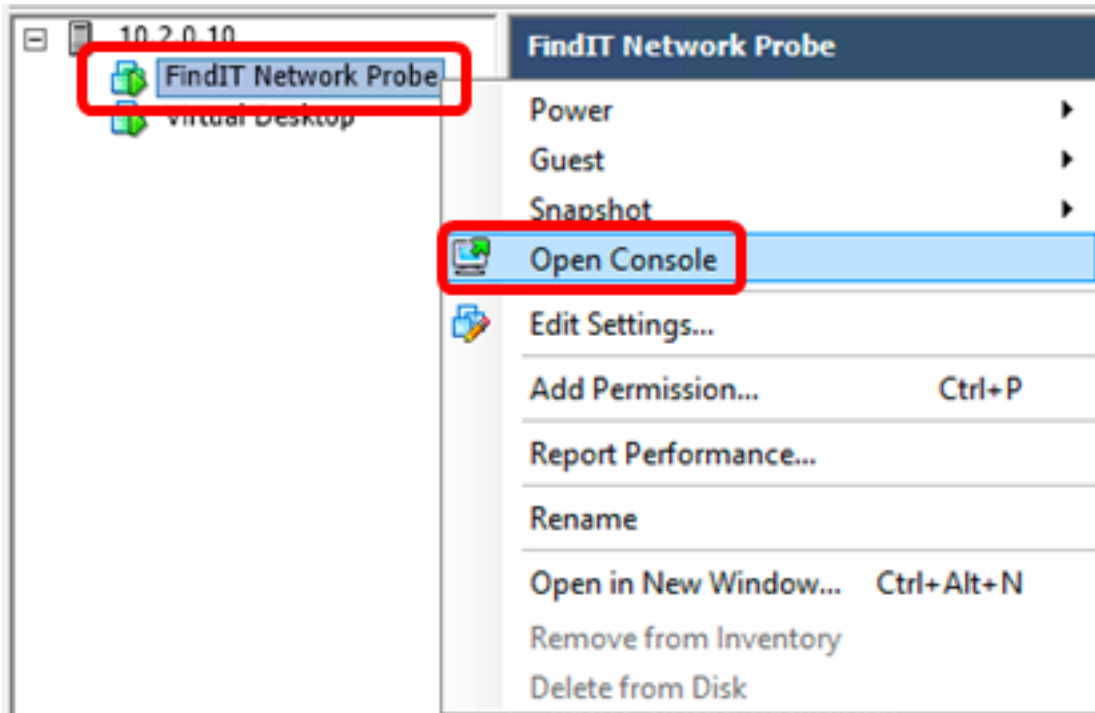 10.2.0.10
FindIT Network Probe
Virtual Desktop
FindIT Network Probe
Power
Guest
Snapshot
Open Console
Edit Settings...
Add Permission... Ctrl+P
Report Performance...
Rename
Open in New Window... Ctrl+Alt+N
Remove from Inventory
Delete from Disk